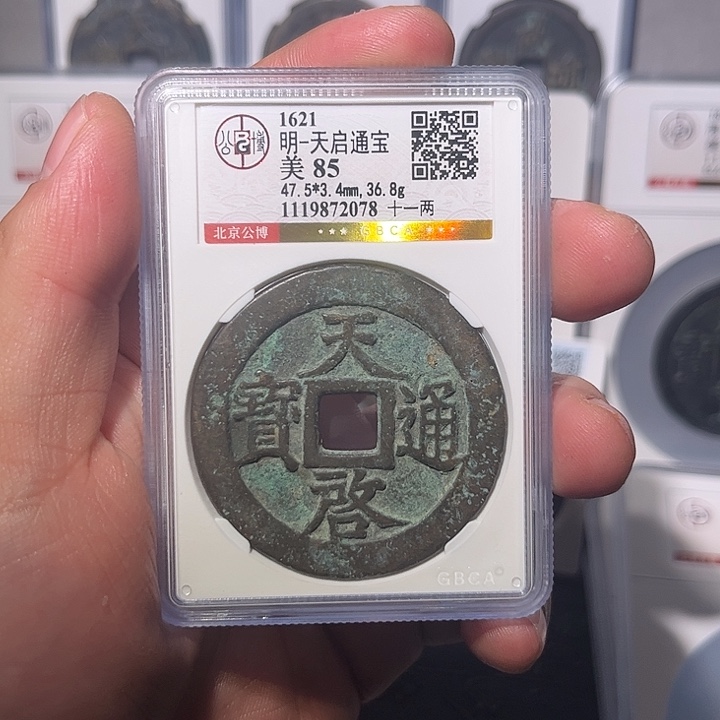 1621
明-天启通宝
美 85
47.5*3.4mm,36.8g
1119872078 十一两
北京公博 ★★★ GBCA ★★★
天
寶 通
啓
GBCA